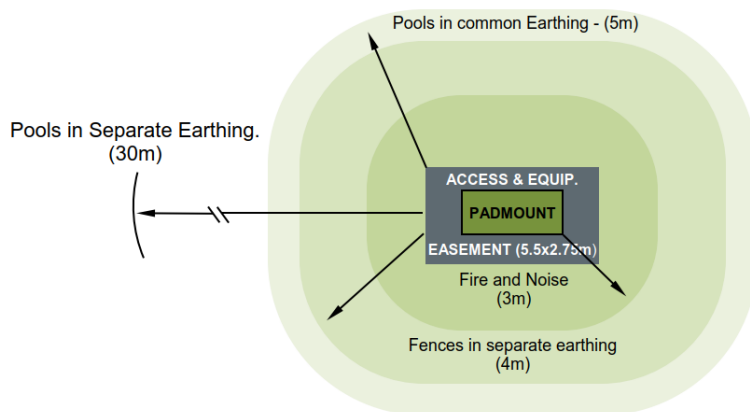 Pools in common Earthing - (5m)
Pools in Separate Earthing.
(30m)
ACCESS & EQUIP.
PADMOUNT
EASEMENT (5.5x2.75m)
Fire and Noise
(3m)
Fences in separate earthing
(4m)